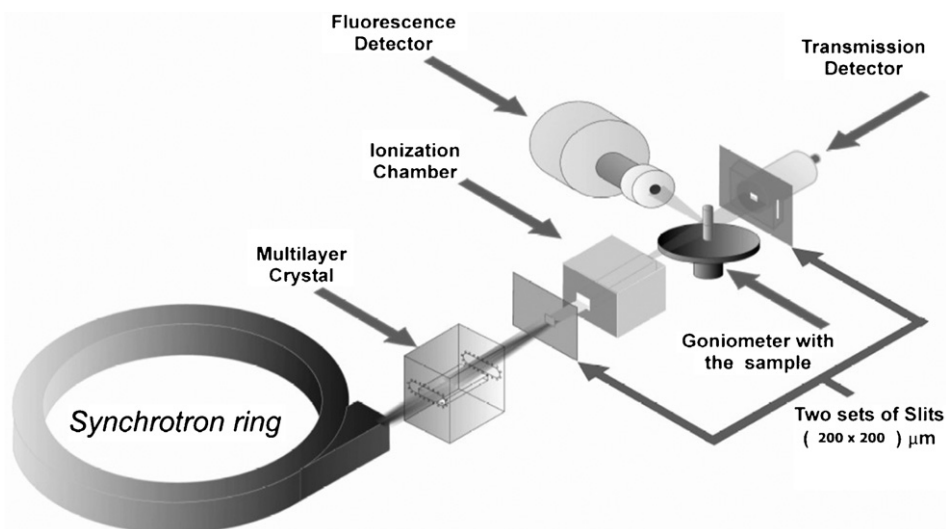 Fluorescence
Detector
Transmission
Detector
Ionization
Chamber
Multilayer
Crystal
Goniometer with
the sample
Synchrotron ring
Two sets of Slits
( 200 x 200 ) μm